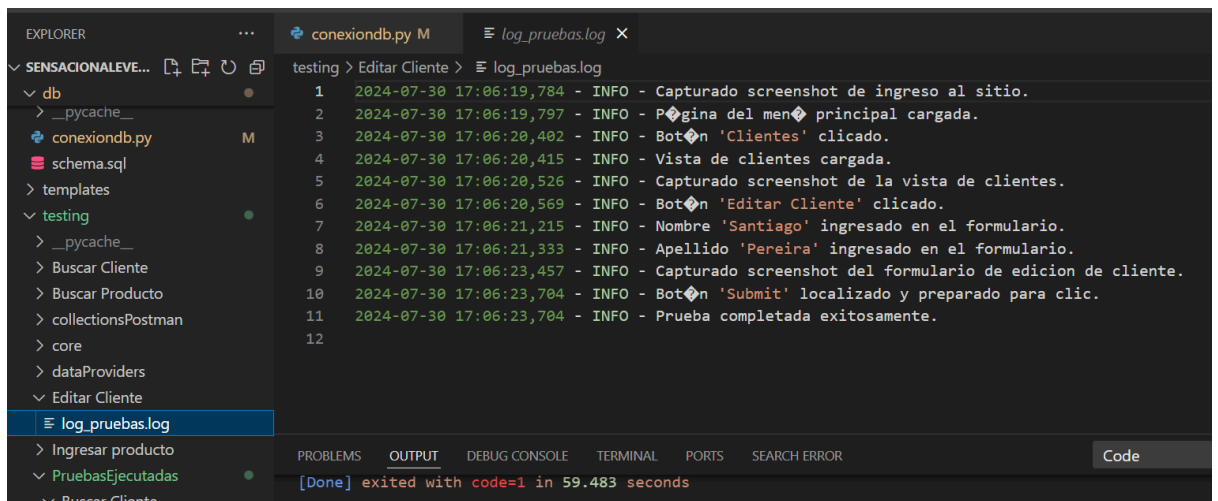 EXPLORER ...
SENSACIONALEVE...
db
__pycache__
conexiondb.py M
schema.sql
templates
testing
__pycache__
Buscar Cliente
Buscar Producto
collectionsPostman
core
dataProviders
Editar Cliente
log_pruebas.log
Ingresar producto
PruebasEjecutadas
Buscar Cliente
conexiondb.py M log_pruebas.log
testing > Editar Cliente > log_pruebas.log
1 2024-07-30 17:06:19,784 - INFO - Capturado screenshot de ingreso al sitio.
2 2024-07-30 17:06:19,797 - INFO - P�gina del men� principal cargada.
3 2024-07-30 17:06:20,402 - INFO - Bot�n 'Clientes' clicado.
4 2024-07-30 17:06:20,415 - INFO - Vista de clientes cargada.
5 2024-07-30 17:06:20,526 - INFO - Capturado screenshot de la vista de clientes.
6 2024-07-30 17:06:20,569 - INFO - Bot�n 'Editar Cliente' clicado.
7 2024-07-30 17:06:21,215 - INFO - Nombre 'Santiago' ingresado en el formulario.
8 2024-07-30 17:06:21,333 - INFO - Apellido 'Pereira' ingresado en el formulario.
9 2024-07-30 17:06:23,457 - INFO - Capturado screenshot del formulario de edicion de cliente.
10 2024-07-30 17:06:23,704 - INFO - Bot�n 'Submit' localizado y preparado para clic.
11 2024-07-30 17:06:23,704 - INFO - Prueba completada exitosamente.
12
PROBLEMS OUTPUT DEBUG CONSOLE TERMINAL PORTS SEARCH ERROR Code
[Done] exited with code=1 in 59.483 seconds